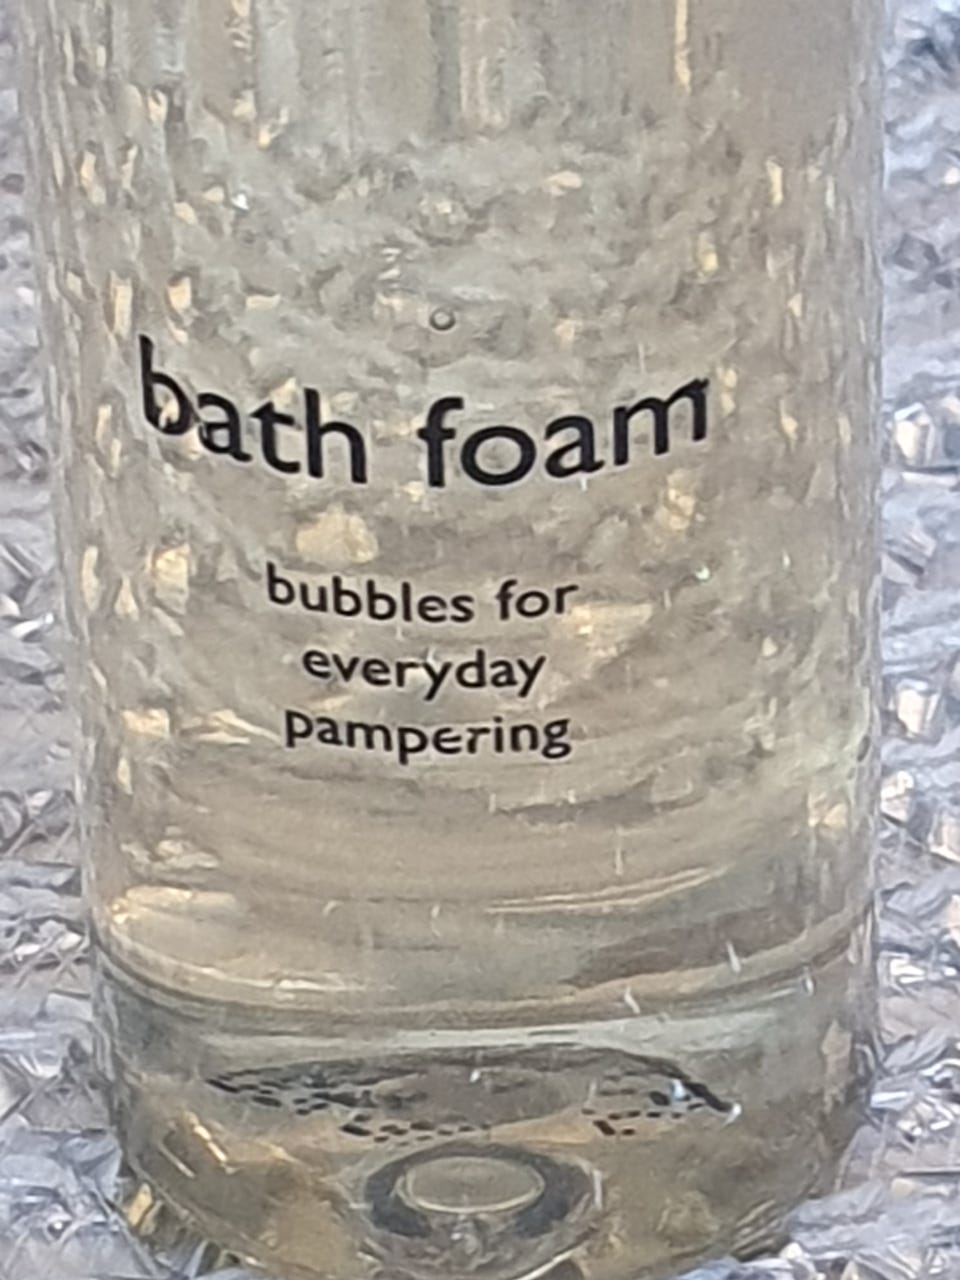 bath foam
bubbles for
everyday
pampering